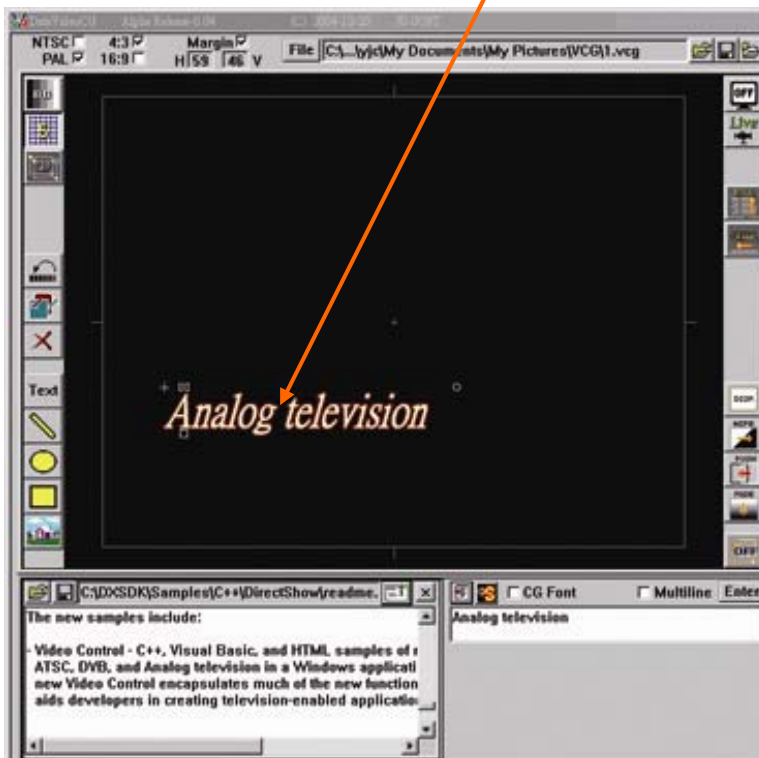 NTSC 4:3 Margin
PAL 16:9 H 59 46 V
File C:\...\yjc\My Documents\My Pictures\VCG\1.vcg
OFF
Live
Text
Analog television
C:\DXSDK\Samples\C++\DirectShow\readme.
CG Font Multiline Enter
The new samples include:
- Video Control - C++, Visual Basic, and HTML samples of
ATSC, DVB, and Analog television in a Windows applicati
new Video Control encapsulates much of the new function
aids developers in creating television-enabled applicatio
Analog television